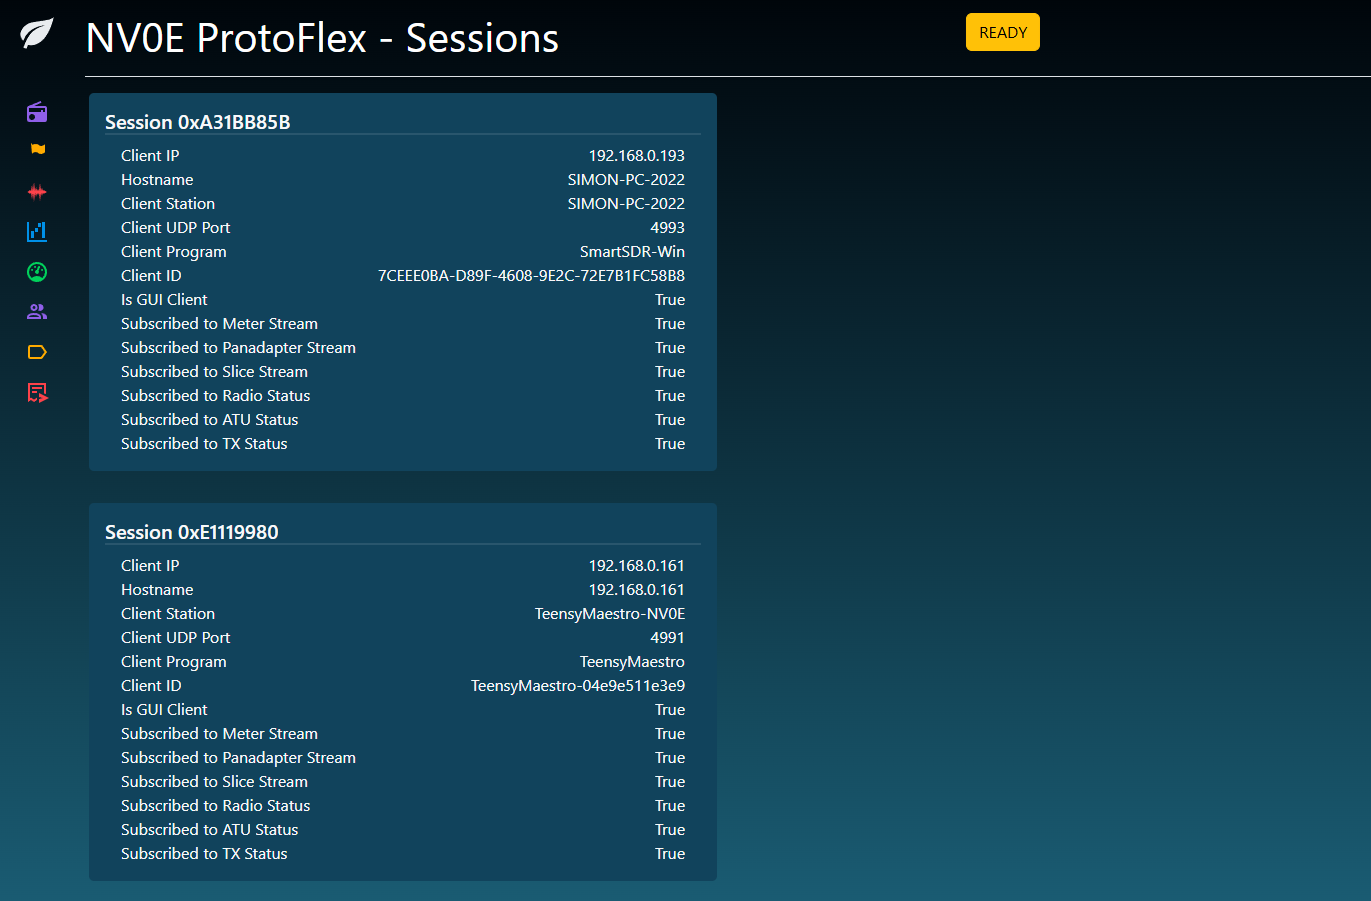 NV0E ProtoFlex - Sessions
READY
Session 0xA31BB85B
Client IP 192.168.0.193
Hostname SIMON-PC-2022
Client Station SIMON-PC-2022
Client UDP Port 4993
Client Program SmartSDR-Win
Client ID 7CEEE0BA-D89F-4608-9E2C-72E7B1FC58B8
Is GUI Client True
Subscribed to Meter Stream True
Subscribed to Panadapter Stream True
Subscribed to Slice Stream True
Subscribed to Radio Status True
Subscribed to ATU Status True
Subscribed to TX Status True
Session 0xE1119980
Client IP 192.168.0.161
Hostname 192.168.0.161
Client Station TeensyMaestro-NV0E
Client UDP Port 4991
Client Program TeensyMaestro
Client ID TeensyMaestro-04e9e511e3e9
Is GUI Client True
Subscribed to Meter Stream True
Subscribed to Panadapter Stream True
Subscribed to Slice Stream True
Subscribed to Radio Status True
Subscribed to ATU Status True
Subscribed to TX Status True